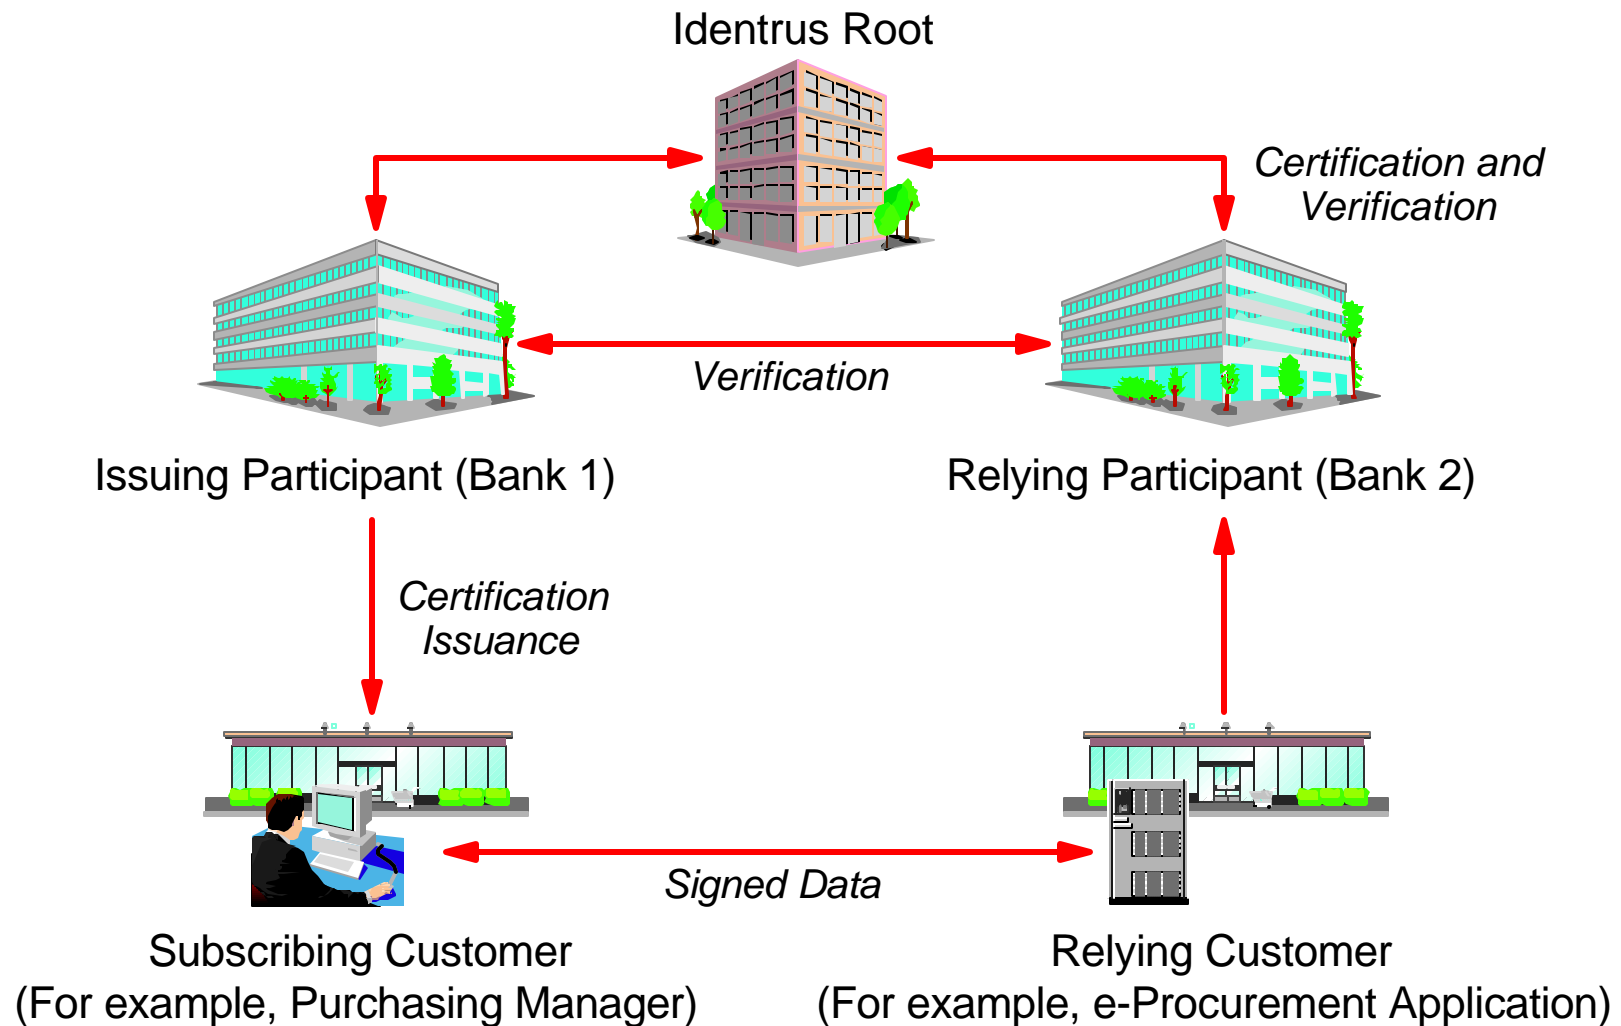 Identrus Root
Certification and
Verification
Verification
Issuing Participant (Bank 1)
Relying Participant (Bank 2)
Certification
Issuance
Signed Data
Subscribing Customer
(For example, Purchasing Manager)
Relying Customer
(For example, e-Procurement Application)